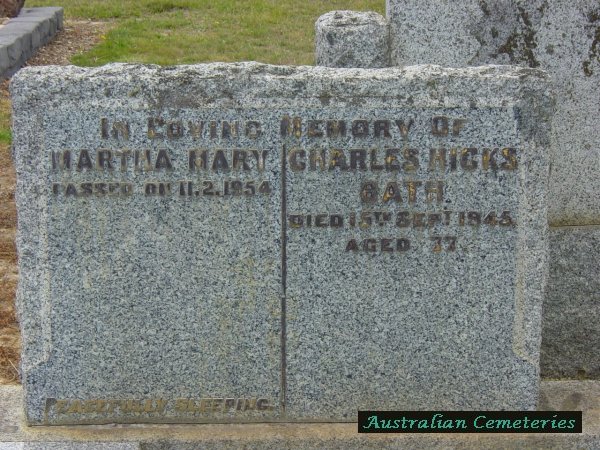 In Loving Memory Of
MARTHA MARY
PASSED ON 11.2.1954
CHARLES HICKS
BATH.
DIED 15TH SEPT 1945.
AGED 77.
PEACEFULLY SLEEPING.
Australian Cemeteries